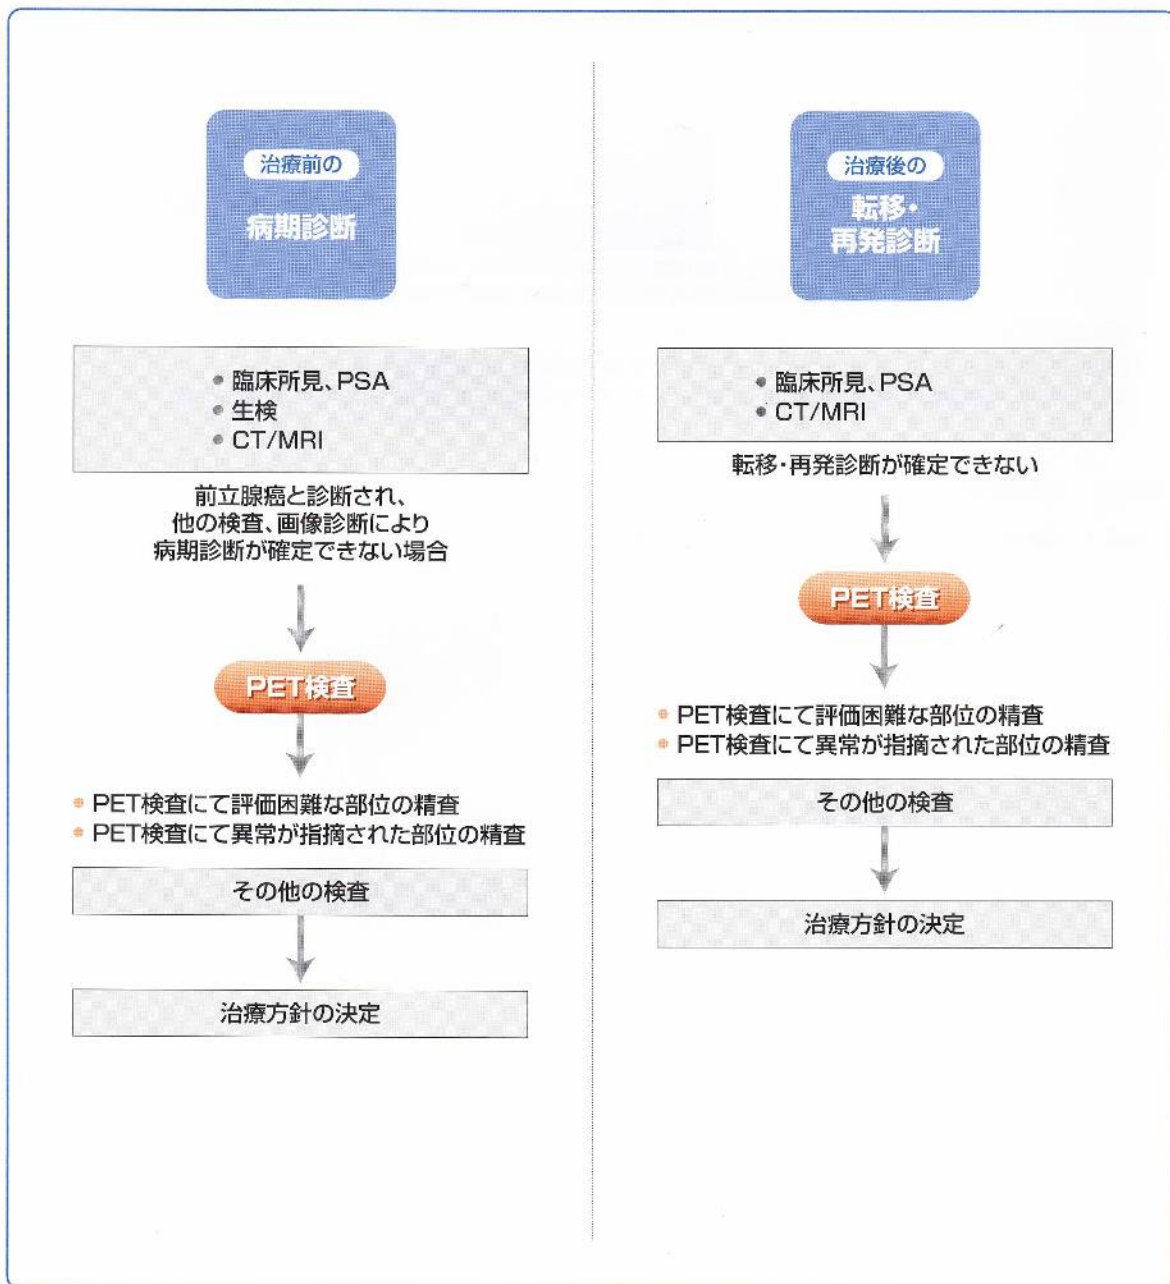 治療前の
病期診断
• 臨床所見、PSA
• 生検
• CT/MRI
前立腺癌と診断され、
他の検査、画像診断により
病期診断が確定できない場合
PET検査
• PET検査にて評価困難な部位の精査
• PET検査にて異常が指摘された部位の精査
その他の検査
治療方針の決定
治療後の
転移・
再発診断
• 臨床所見、PSA
• CT/MRI
転移・再発診断が確定できない
PET検査
• PET検査にて評価困難な部位の精査
• PET検査にて異常が指摘された部位の精査
その他の検査
治療方針の決定